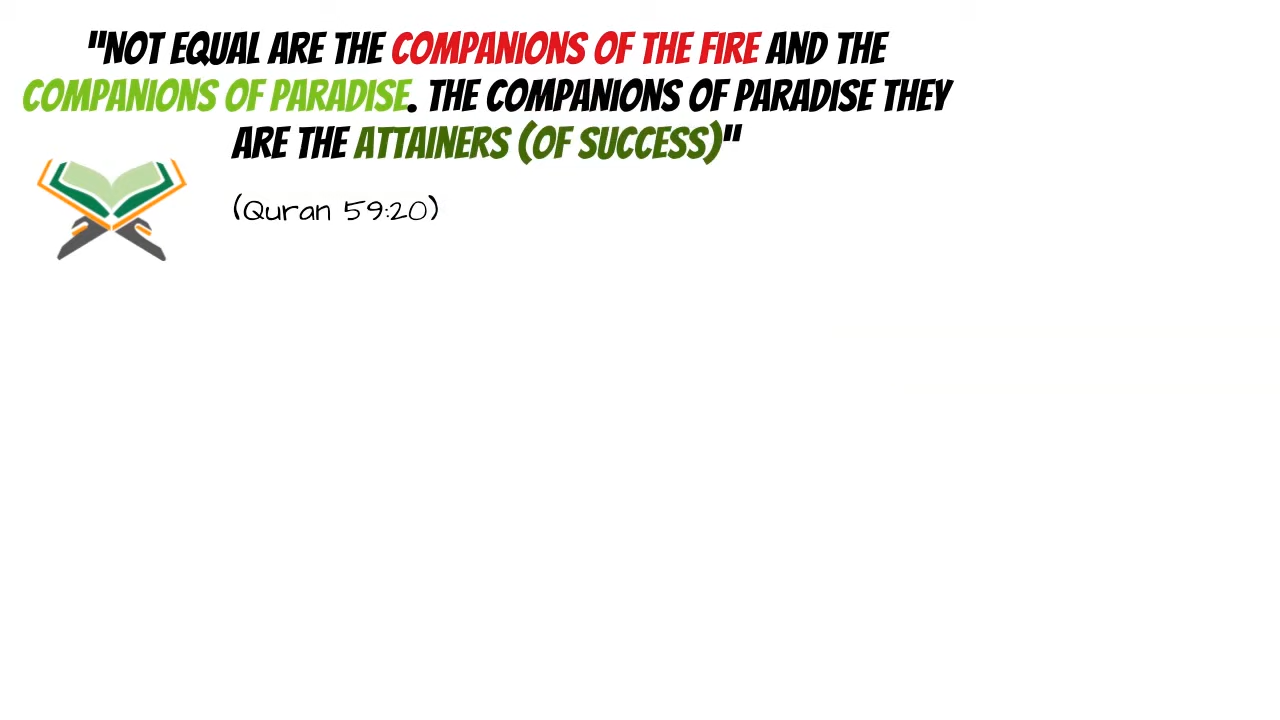 "NOT EQUAL ARE THE COMPANIONS OF THE FIRE AND THE
COMPANIONS OF PARADISE. THE COMPANIONS OF PARADISE THEY
ARE THE ATTAINERS (OF SUCCESS)"
(Quran 59:20)